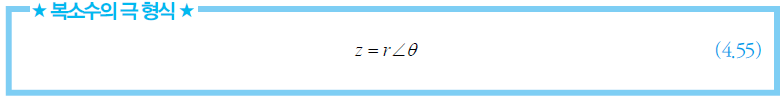 ★ 복소수의 극 형식 ★
z = r∠θ (4.55)